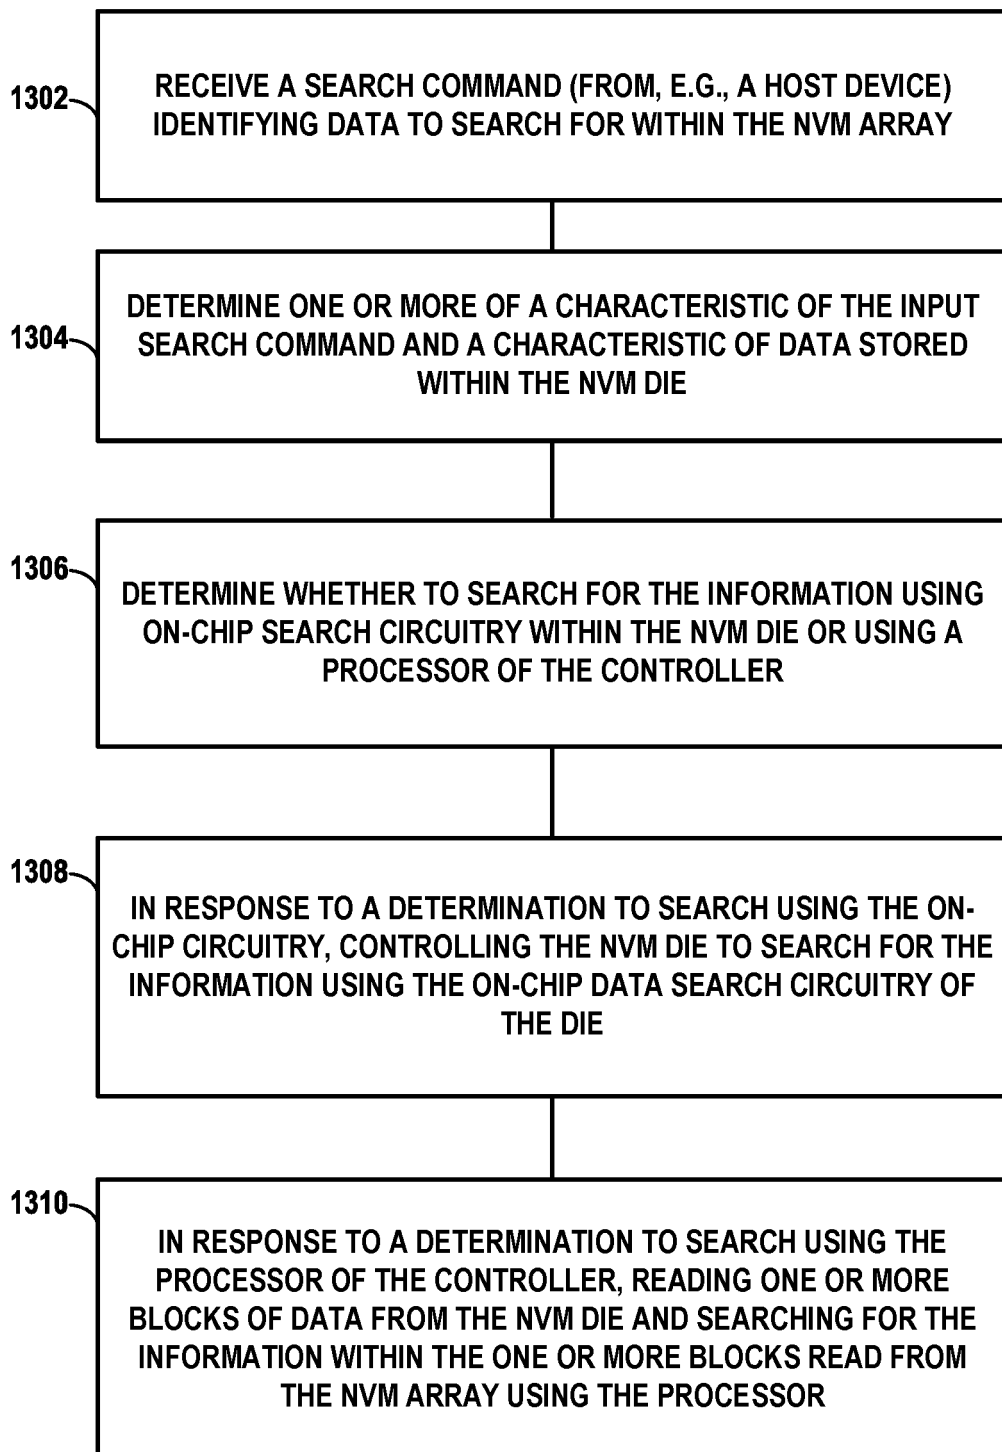 1302
RECEIVE A SEARCH COMMAND (FROM, E.G., A HOST DEVICE)
IDENTIFYING DATA TO SEARCH FOR WITHIN THE NVM ARRAY
1304
DETERMINE ONE OR MORE OF A CHARACTERISTIC OF THE INPUT
SEARCH COMMAND AND A CHARACTERISTIC OF DATA STORED
WITHIN THE NVM DIE
1306
DETERMINE WHETHER TO SEARCH FOR THE INFORMATION USING
ON-CHIP SEARCH CIRCUITRY WITHIN THE NVM DIE OR USING A
PROCESSOR OF THE CONTROLLER
1308
IN RESPONSE TO A DETERMINATION TO SEARCH USING THE ON-
CHIP CIRCUITRY, CONTROLLING THE NVM DIE TO SEARCH FOR THE
INFORMATION USING THE ON-CHIP DATA SEARCH CIRCUITRY OF
THE DIE
1310
IN RESPONSE TO A DETERMINATION TO SEARCH USING THE
PROCESSOR OF THE CONTROLLER, READING ONE OR MORE
BLOCKS OF DATA FROM THE NVM DIE AND SEARCHING FOR THE
INFORMATION WITHIN THE ONE OR MORE BLOCKS READ FROM
THE NVM ARRAY USING THE PROCESSOR